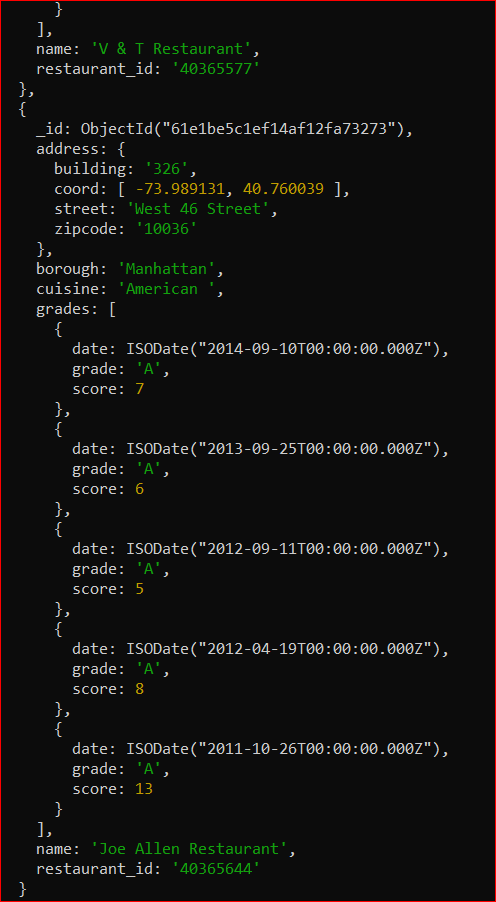 }
  ],
  name: 'V & T Restaurant',
  restaurant_id: '40365577'
},
{
  _id: ObjectId("61e1be5c1ef14af12fa73273"),
  address: {
    building: '326',
    coord: [ -73.989131, 40.760039 ],
    street: 'West 46 Street',
    zipcode: '10036'
  },
  borough: 'Manhattan',
  cuisine: 'American ',
  grades: [
    {
      date: ISODate("2014-09-10T00:00:00.000Z"),
      grade: 'A',
      score: 7
    },
    {
      date: ISODate("2013-09-25T00:00:00.000Z"),
      grade: 'A',
      score: 6
    },
    {
      date: ISODate("2012-09-11T00:00:00.000Z"),
      grade: 'A',
      score: 5
    },
    {
      date: ISODate("2012-04-19T00:00:00.000Z"),
      grade: 'A',
      score: 8
    },
    {
      date: ISODate("2011-10-26T00:00:00.000Z"),
      grade: 'A',
      score: 13
    }
  ],
  name: 'Joe Allen Restaurant',
  restaurant_id: '40365644'
}